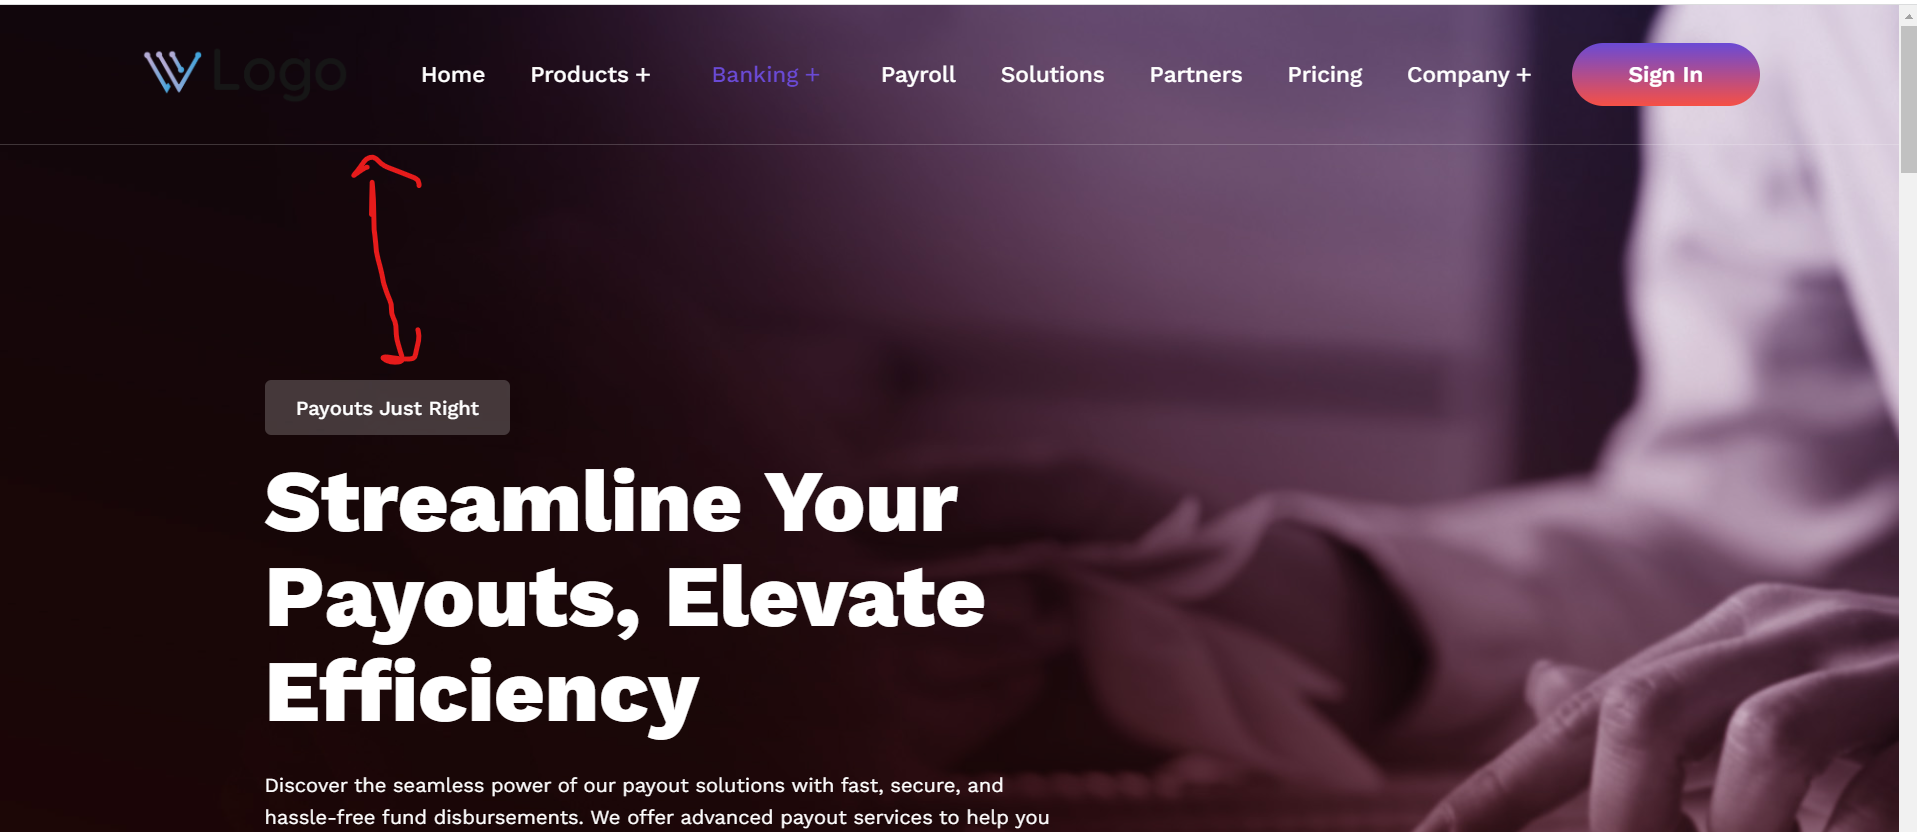 Logo
Home Products + Banking + Payroll Solutions Partners Pricing Company + Sign In
Payouts Just Right
Streamline Your
Payouts, Elevate
Efficiency
Discover the seamless power of our payout solutions with fast, secure, and
hassle-free fund disbursements. We offer advanced payout services to help you